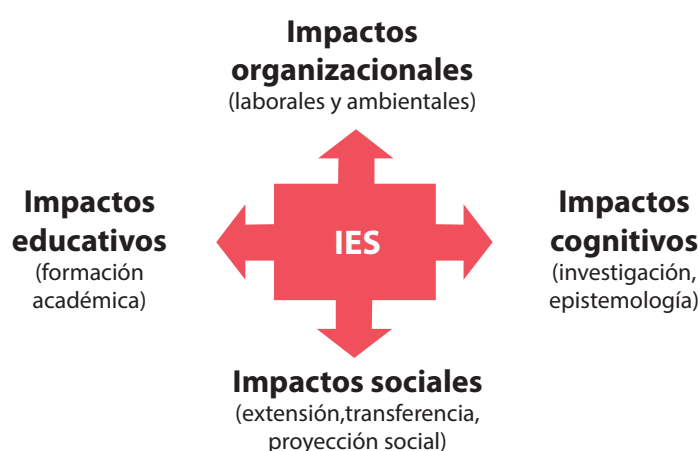 Impactos
organizacionales
(laborales y ambientales)
Impactos
educativos
(formación
académica)
IES
Impactos
cognitivos
(investigación,
epistemología)
Impactos sociales
(extensión,transferencia,
proyección social)